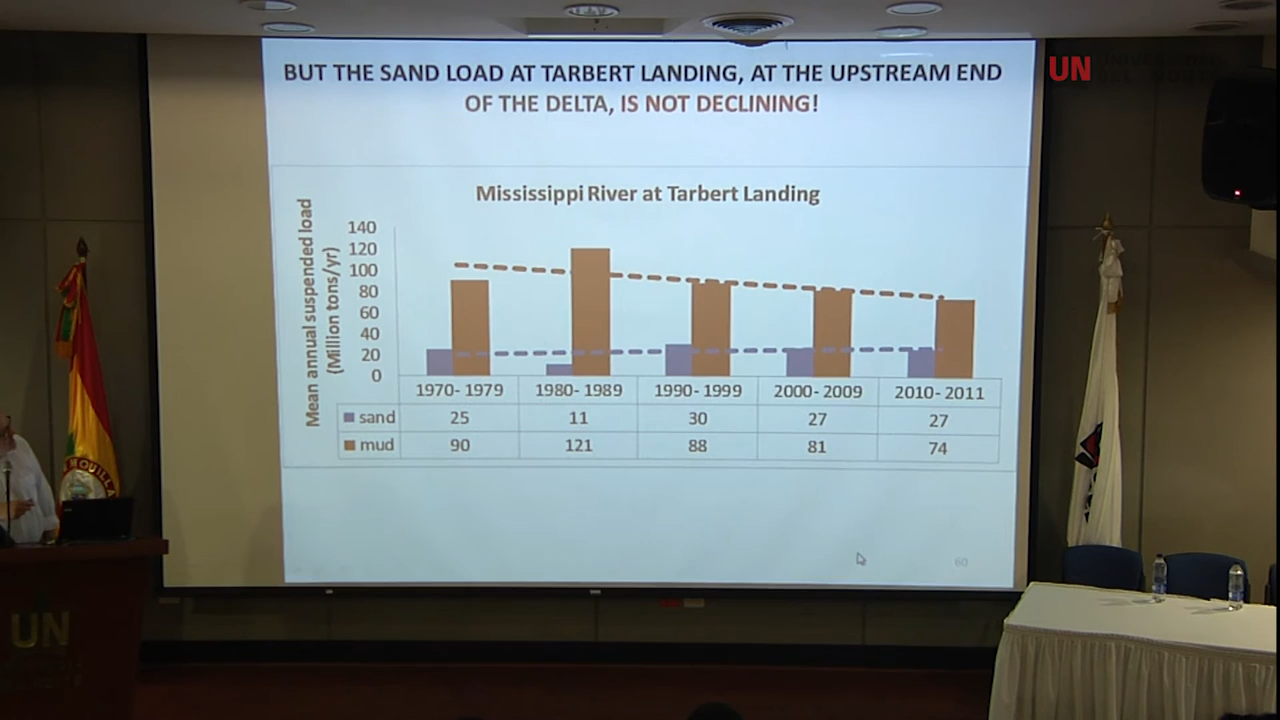 BUT THE SAND LOAD AT TARBERT LANDING, AT THE UPSTREAM END
OF THE DELTA, IS NOT DECLINING!
UN
Mississippi River at Tarbert Landing
Mean annual suspended load
(Million tons/yr)
140
120
100
80
60
40
20
0
1970-1979 1980-1989 1990-1999 2000-2009 2010-2011
sand 25 11 30 27 27
mud 90 121 88 81 74
60
UN